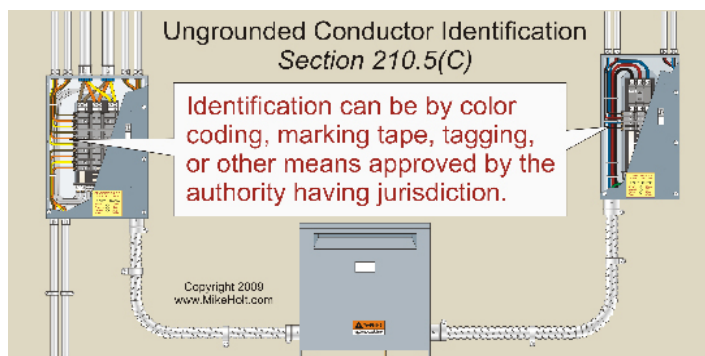 Ungrounded Conductor Identification
Section 210.5(C)
Identification can be by color
coding, marking tape, tagging,
or other means approved by the
authority having jurisdiction.
Copyright 2009
www.MikeHolt.com